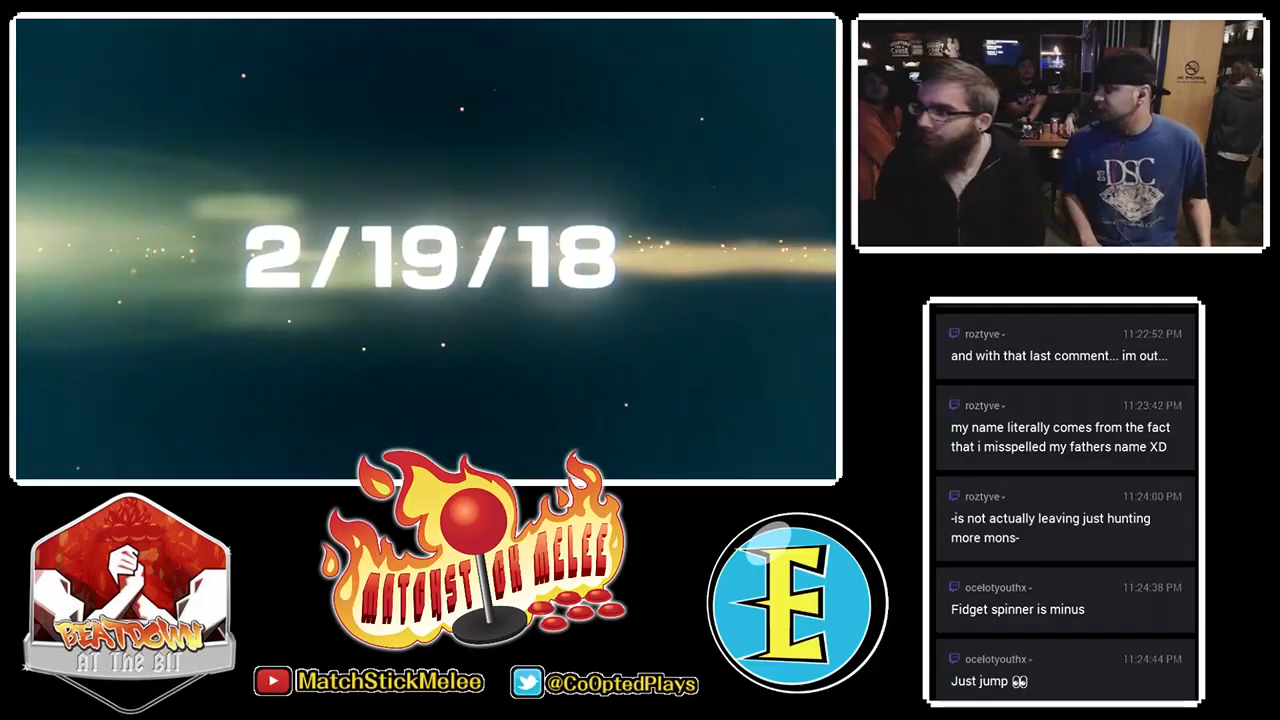 2/19/18
NO SMOKING
DSC
roztyve-
11:22:52 PM
and with that last comment... im out...
roztyve-
11:23:42 PM
my name literally comes from the fact
that i misspelled my fathers name XD
roztyve-
11:24:00 PM
-is not actually leaving just hunting
more mons-
ocelotyouthx-
11:24:38 PM
Fidget spinner is minus
ocelotyouthx-
11:24:44 PM
Just jump 👀
BEATDOWN
AT THE BIT
MATCHSTICK MELEE
E
MatchStickMelee
@CoOptedPlays